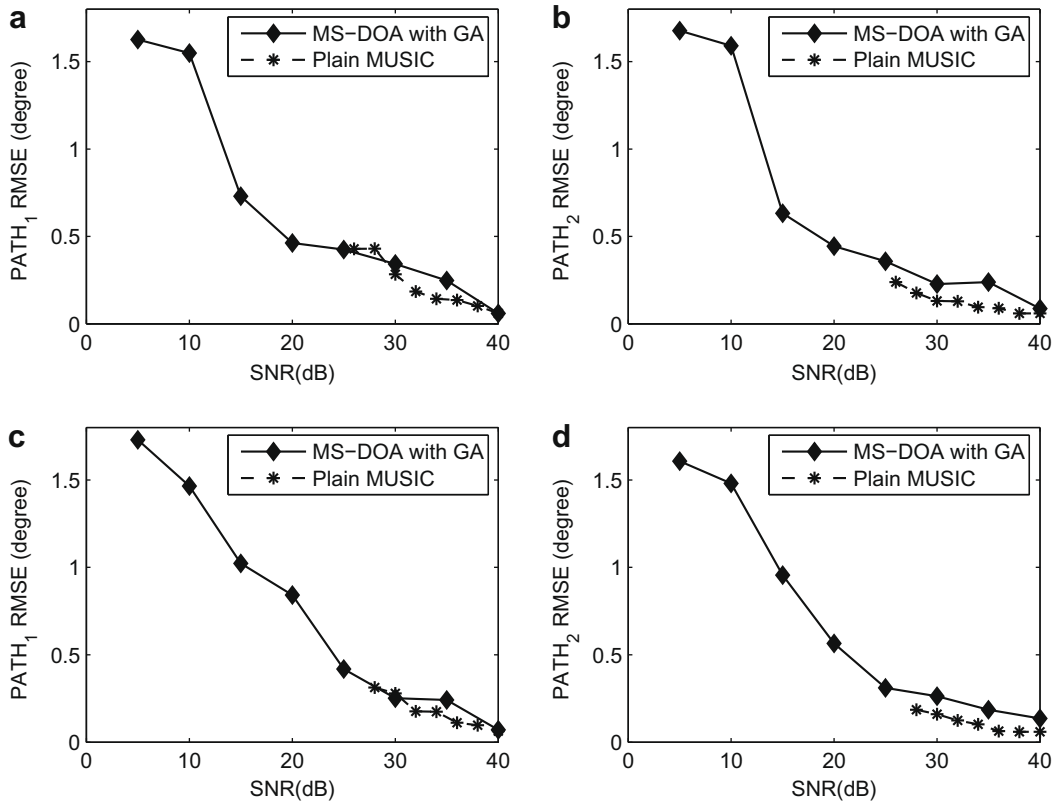 a
MS-DOA with GA
Plain MUSIC
1.5
1
0.5
0
PATH1 RMSE (degree)
0 10 20 30 40
SNR(dB)
b
MS-DOA with GA
Plain MUSIC
1.5
1
0.5
0
PATH2 RMSE (degree)
0 10 20 30 40
SNR(dB)
c
MS-DOA with GA
Plain MUSIC
1.5
1
0.5
0
PATH1 RMSE (degree)
0 10 20 30 40
SNR(dB)
d
MS-DOA with GA
Plain MUSIC
1.5
1
0.5
0
PATH2 RMSE (degree)
0 10 20 30 40
SNR(dB)